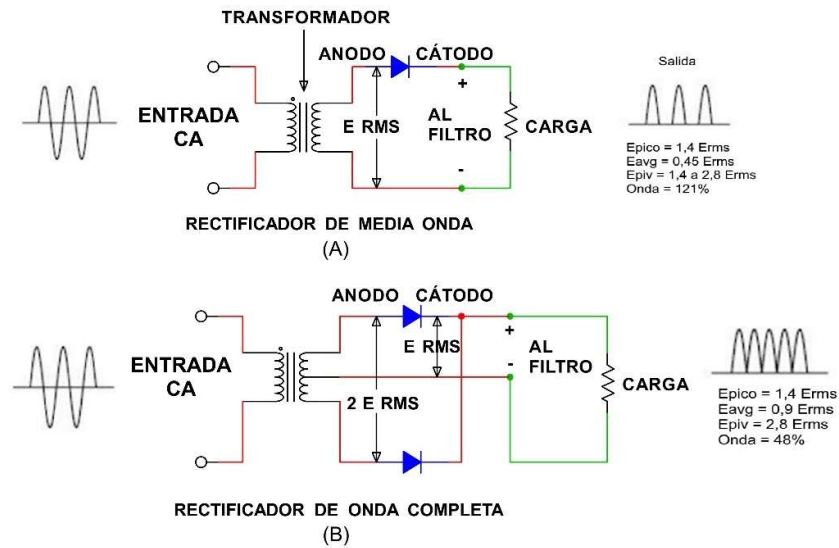 TRANSFORMADOR
ANODO CÁTODO
Salida
ENTRADA
CA
E RMS
+
AL
FILTRO
-
CARGA
Epico = 1,4 Erms
Eavg = 0,45 Erms
Epiv = 1,4 a 2,8 Erms
Onda = 121%
RECTIFICADOR DE MEDIA ONDA
(A)
ANODO CÁTODO
ENTRADA
CA
E RMS
2 E RMS
+
-
AL
FILTRO
CARGA
Epico = 1,4 Erms
Eavg = 0,9 Erms
Epiv = 2,8 Erms
Onda = 48%
RECTIFICADOR DE ONDA COMPLETA
(B)